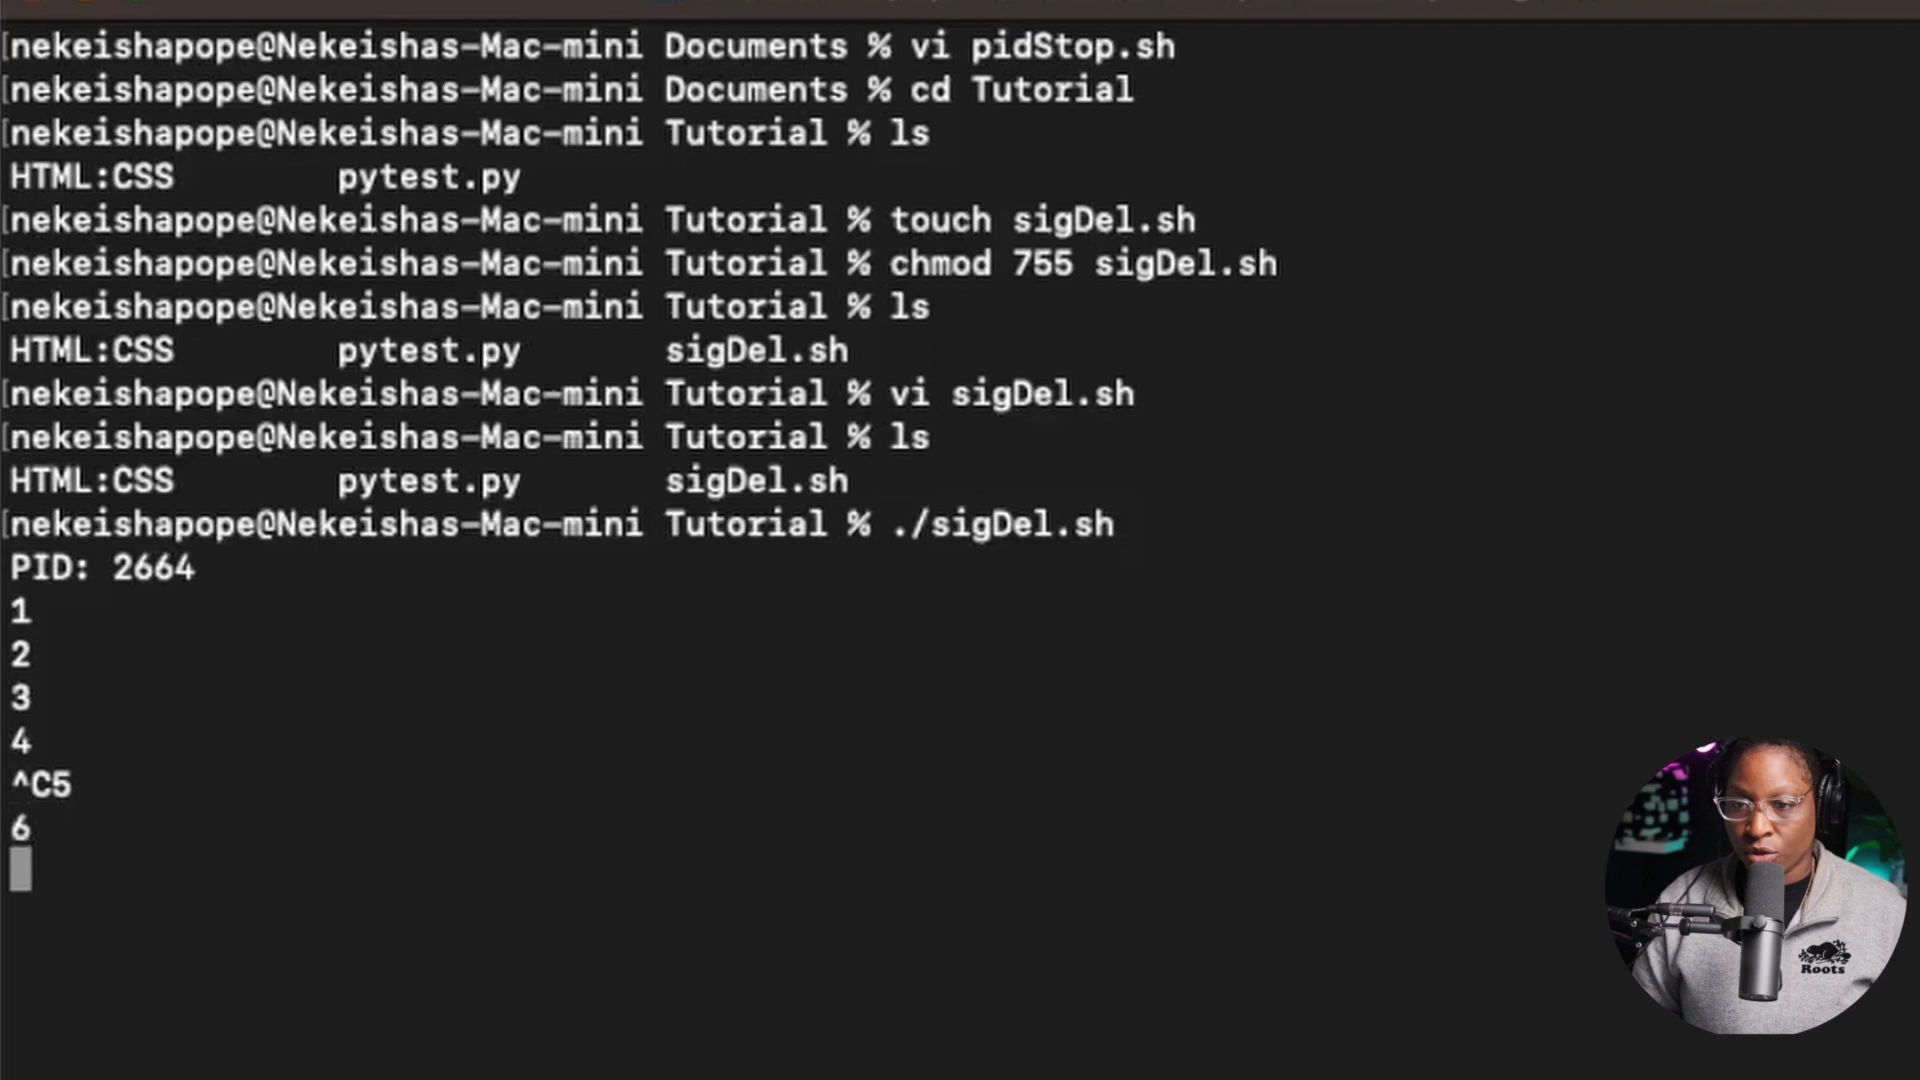 nekeishapope@Nekeishas-Mac-mini Documents % vi pidStop.sh
nekeishapope@Nekeishas-Mac-mini Documents % cd Tutorial
nekeishapope@Nekeishas-Mac-mini Tutorial % ls
HTML:CSS pytest.py
nekeishapope@Nekeishas-Mac-mini Tutorial % touch sigDel.sh
nekeishapope@Nekeishas-Mac-mini Tutorial % chmod 755 sigDel.sh
nekeishapope@Nekeishas-Mac-mini Tutorial % ls
HTML:CSS pytest.py sigDel.sh
nekeishapope@Nekeishas-Mac-mini Tutorial % vi sigDel.sh
nekeishapope@Nekeishas-Mac-mini Tutorial % ls
HTML:CSS pytest.py sigDel.sh
nekeishapope@Nekeishas-Mac-mini Tutorial % ./sigDel.sh
PID: 2664
1
2
3
4
^C5
6
Roots